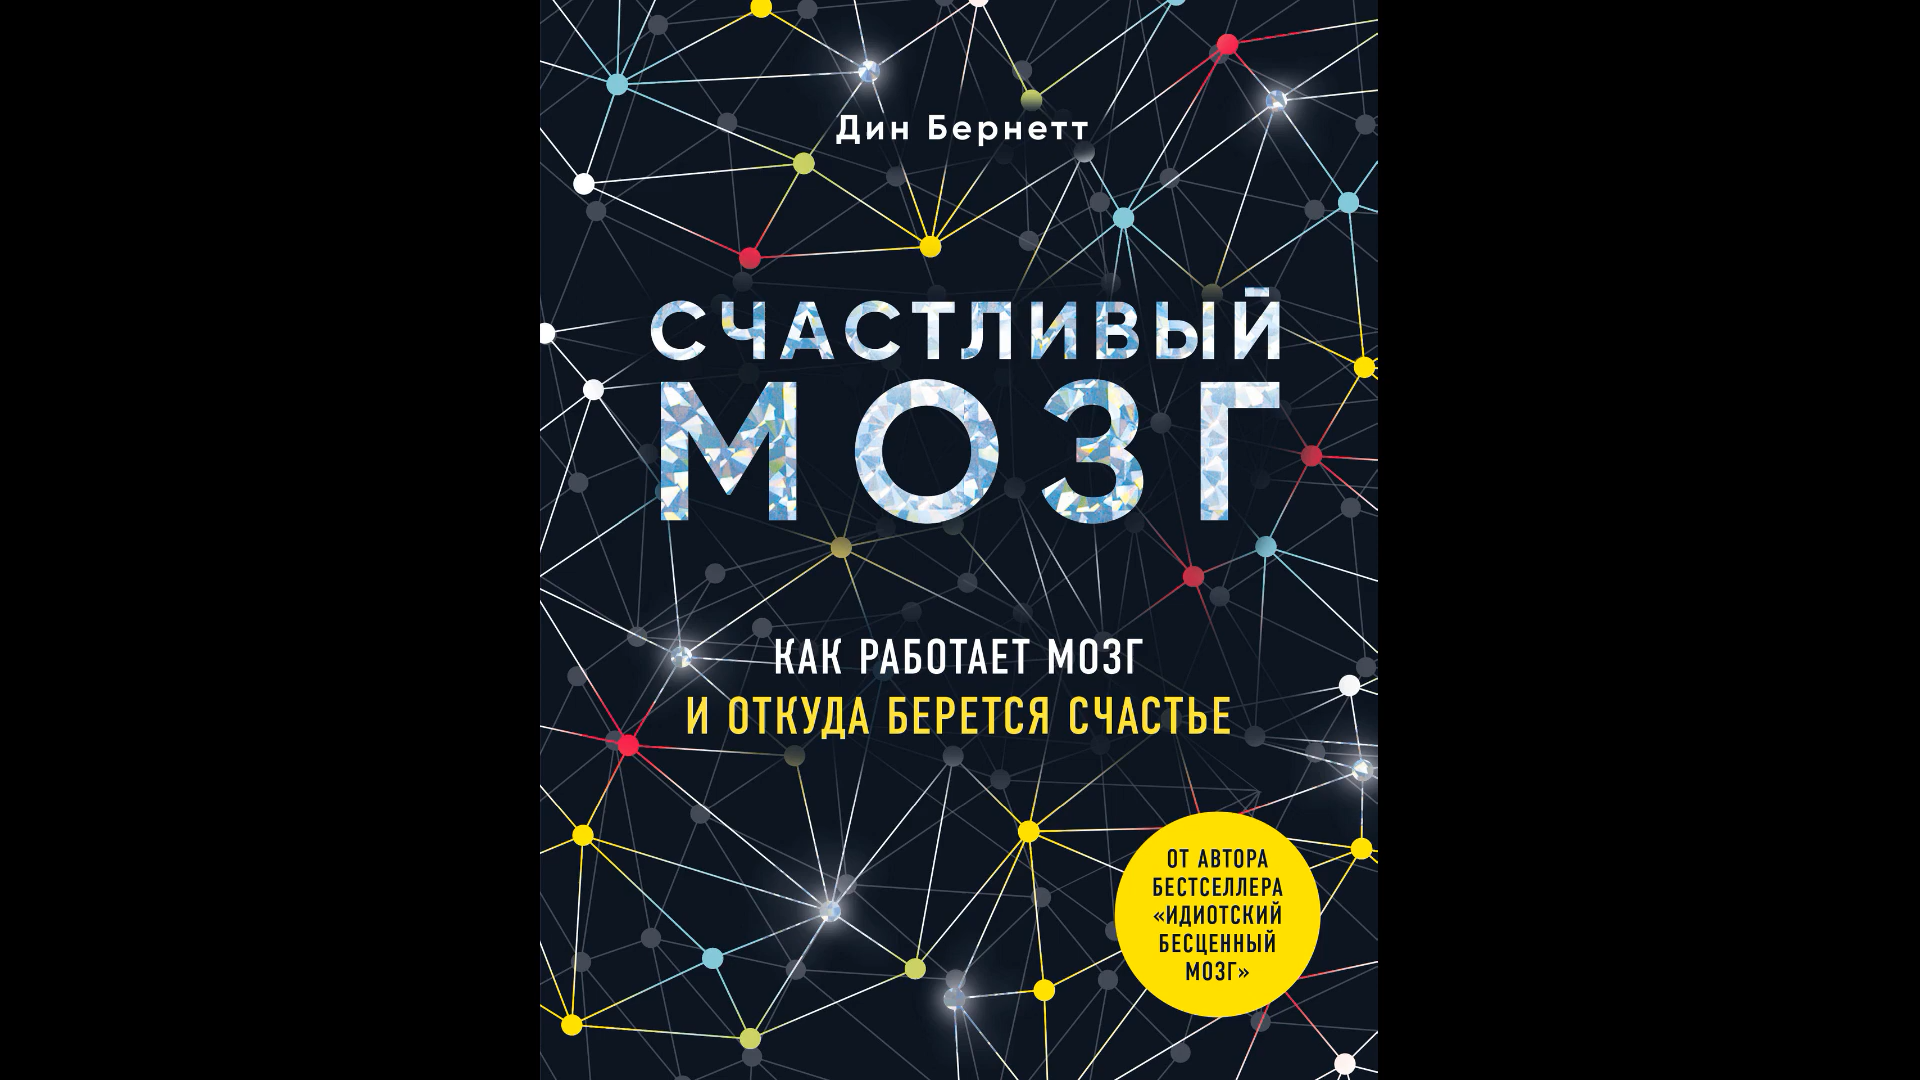 Дин Бернетт
СЧАСТЛИВЫЙ
МОЗГ
КАК РАБОТАЕТ МОЗГ
И ОТКУДА БЕРЕТСЯ СЧАСТЬЕ
ОТ АВТОРА
БЕСТСЕЛЛЕРА
«ИДИОТСКИЙ
БЕСЦЕННЫЙ
МОЗГ»